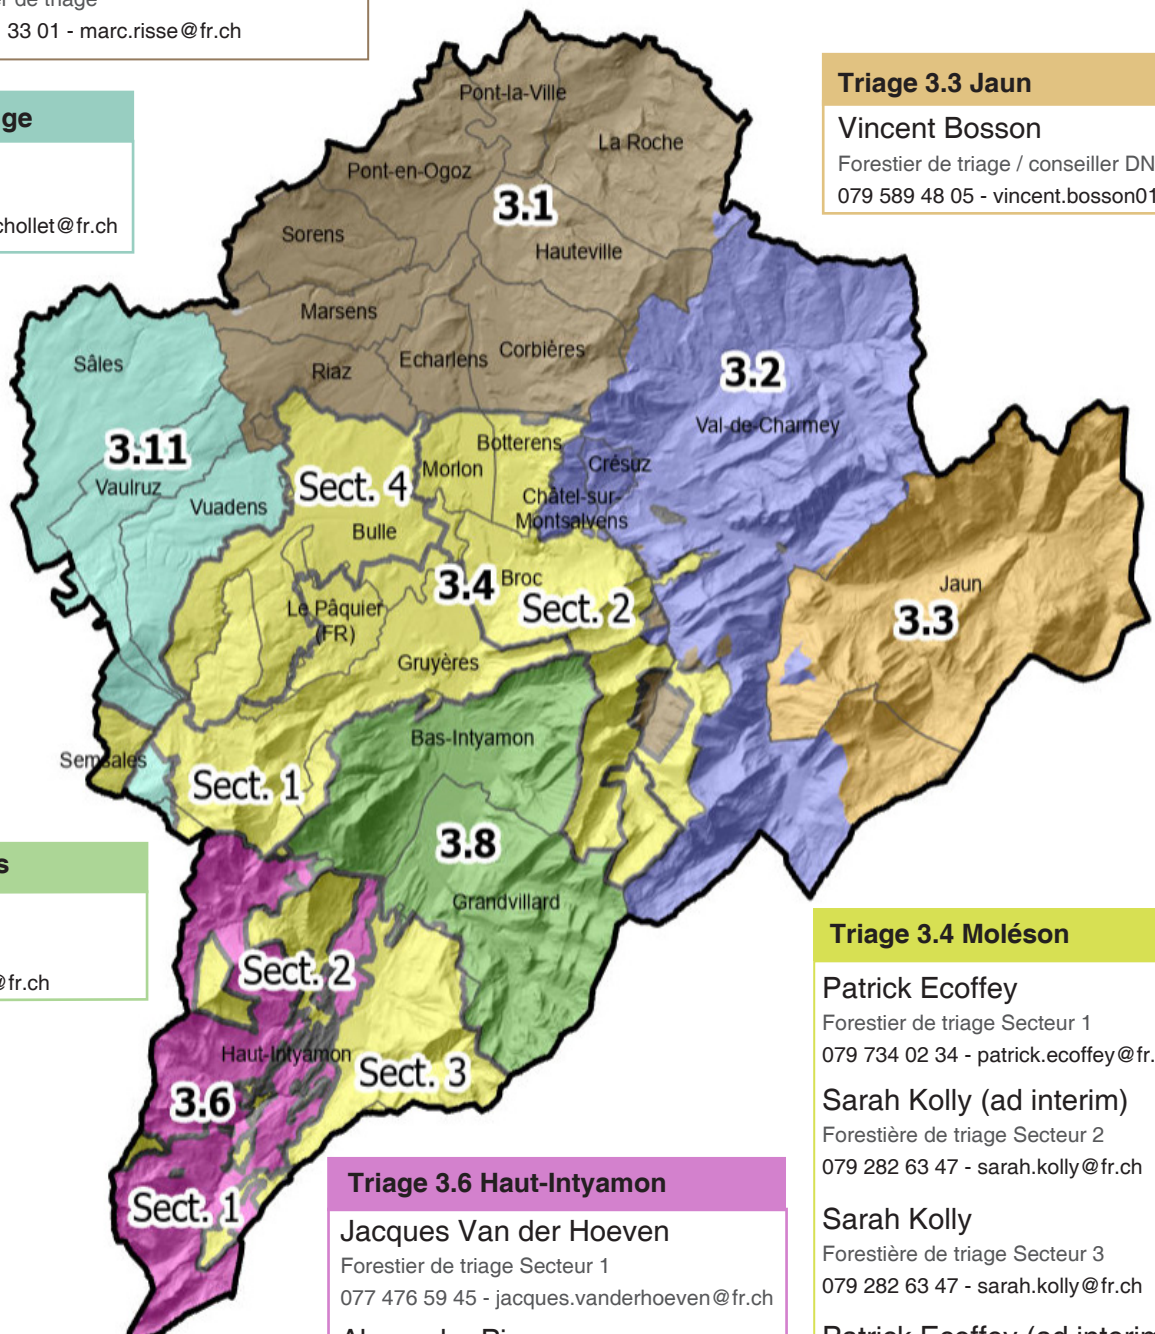 33 01 - marc.risse@fr.ch
Triage 3.3 Jaun
Vincent Bosson
Forestier de triage / conseiller DN
079 589 48 05 - vincent.bosson01
chollet@fr.ch
Pont-la-Ville
La Roche
Pont-en-Ogoz
3.1
Sorens
Hauteville
Marsens
Echarlens
Corbières
Riaz
Sâles
3.11
Vaulruz
Vuadens
3.2
Val-de-Charmey
Botterens
Morlon
Crésuz
Châtel-sur-
Montsalvens
Sect. 4
Bulle
3.4
Broc
Sect. 2
Le Pâquier
(FR)
Gruyères
Jaun
3.3
Semsales
Sect. 1
Bas-Intyamon
3.8
Grandvillard
@fr.ch
Sect. 2
Haut-Intyamon
Sect. 3
3.6
Sect. 1
Triage 3.4 Moléson
Patrick Ecoffey
Forestier de triage Secteur 1
079 734 02 34 - patrick.ecoffey@fr.
Sarah Kolly (ad interim)
Forestière de triage Secteur 2
079 282 63 47 - sarah.kolly@fr.ch
Sarah Kolly
Forestière de triage Secteur 3
079 282 63 47 - sarah.kolly@fr.ch
Triage 3.6 Haut-Intyamon
Jacques Van der Hoeven
Forestier de triage Secteur 1
077 476 59 45 - jacques.vanderhoeven@fr.ch